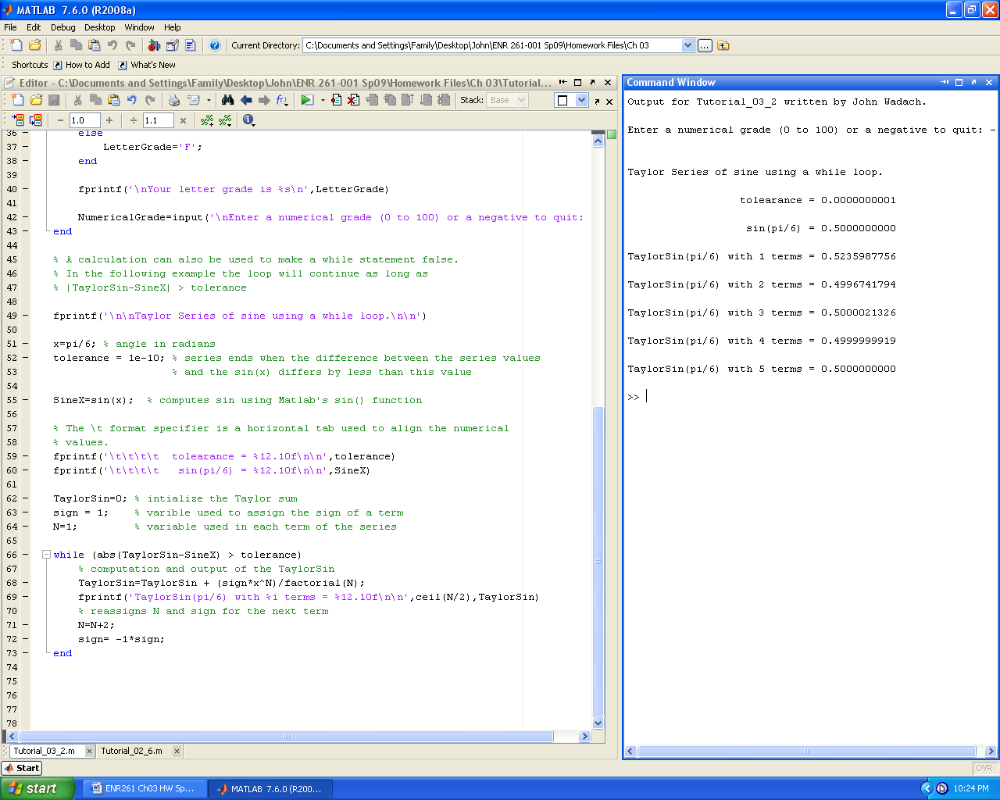 MATLAB  7.6.0 (R2008a)
File Edit Debug Desktop Window Help
Current Directory: C:\Documents and Settings\Family\Desktop\John\ENR 261-001 Sp09\Homework Files\Ch 03
Shortcuts How to Add What's New
Editor - C:\Documents and Settings\Family\Desktop\John\ENR 261-001 Sp09\Homework Files\Ch 03\Tutorial...
Stack: Base
1.0 1.1
36 else
37 LetterGrade='F';
38 end
39
40 fprintf('\nYour letter grade is %s\n',LetterGrade)
41
42 NumericalGrade=input('\nEnter a numerical grade (0 to 100) or a negative to quit:
43 end
44
45 % A calculation can also be used to make a while statement false.
46 % In the following example the loop will continue as long as
47 % |TaylorSin-SineX| > tolerance
48
49 fprintf('\n\nTaylor Series of sine using a while loop.\n\n')
50
51 x=pi/6; % angle in radians
52 tolerance = 1e-10; % series ends when the difference between the series values
53 % and the sin(x) differs by less than this value
54
55 SineX=sin(x);  % computes sin using Matlab's sin() function
56
57 % The \t format specifier is a horizontal tab used to align the numerical
58 % values.
59 fprintf('\t\t\t\t  tolearance = %12.10f\n\n',tolerance)
60 fprintf('\t\t\t\t   sin(pi/6) = %12.10f\n\n',SineX)
61
62 TaylorSin=0; % intialize the Taylor sum
63 sign = 1;    % varible used to assign the sign of a term
64 N=1;         % variable used in each term of the series
65
66 while (abs(TaylorSin-SineX) > tolerance)
67 % computation and output of the TaylorSin
68 TaylorSin=TaylorSin + (sign*x^N)/factorial(N);
69 fprintf('TaylorSin(pi/6) with %i terms = %12.10f\n\n',ceil(N/2),TaylorSin)
70 % reassigns N and sign for the next term
71 N=N+2;
72 sign= -1*sign;
73 end
74
75
76
77
78
Tutorial_03_2.m Tutorial_02_6.m
Command Window
Output for Tutorial_03_2 written by John Wadach.
Enter a numerical grade (0 to 100) or a negative to quit: -
Taylor Series of sine using a while loop.
tolearance = 0.0000000001
sin(pi/6) = 0.5000000000
TaylorSin(pi/6) with 1 terms = 0.5235987756
TaylorSin(pi/6) with 2 terms = 0.4996741794
TaylorSin(pi/6) with 3 terms = 0.5000021326
TaylorSin(pi/6) with 4 terms = 0.4999999919
TaylorSin(pi/6) with 5 terms = 0.5000000000
>>
Start OVR
start ENR261 Ch03 HW Sp... MATLAB  7.6.0 (R200... 10:24 PM